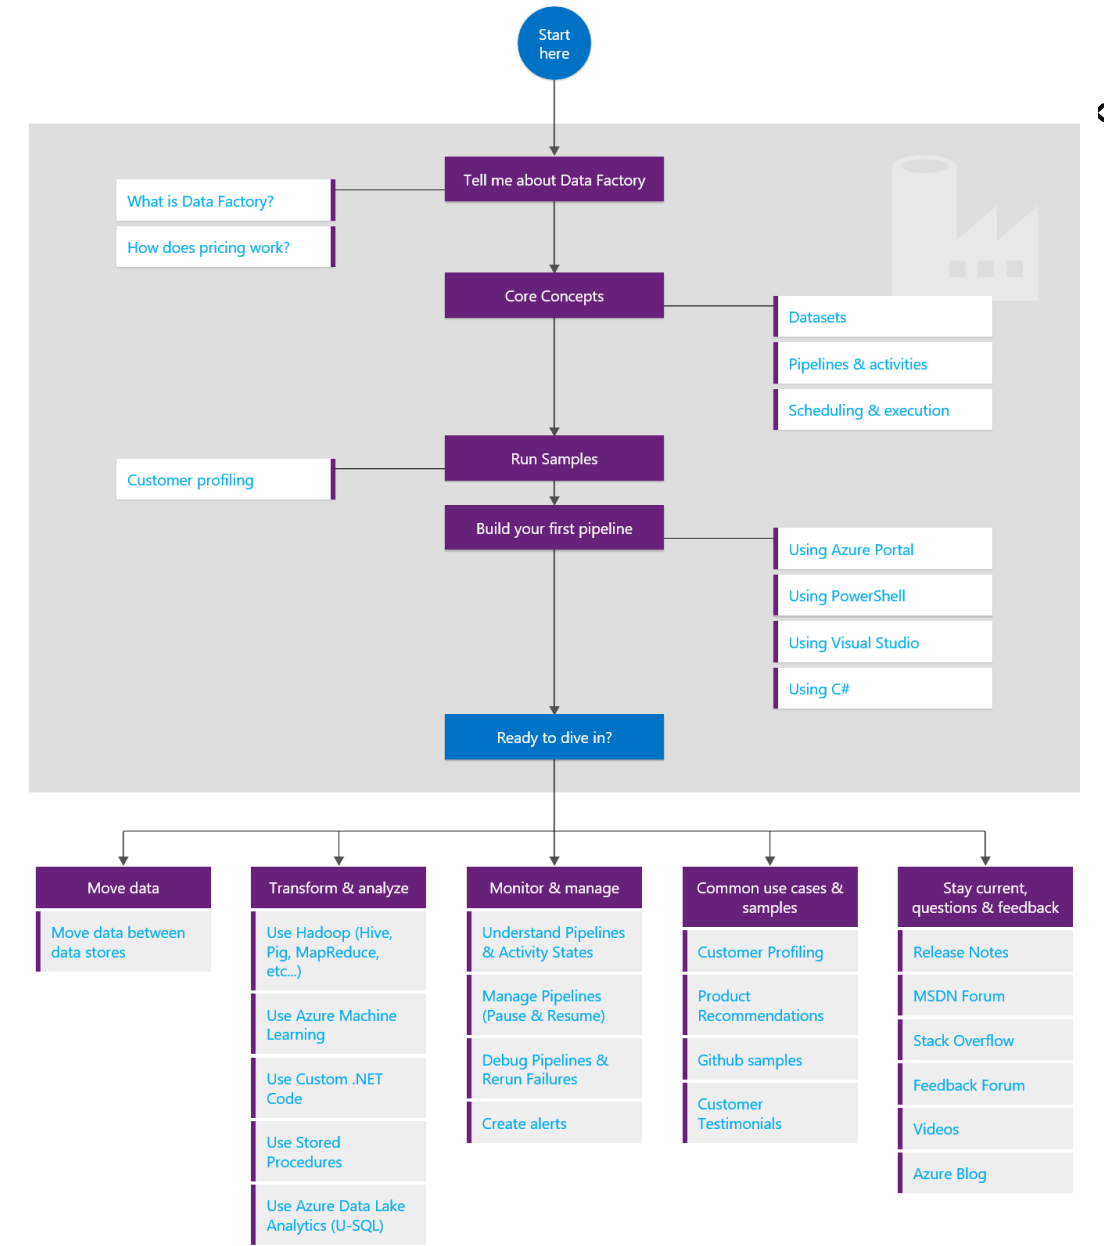 Start
here
Tell me about Data Factory
What is Data Factory?
How does pricing work?
Core Concepts
Datasets
Pipelines & activities
Scheduling & execution
Run Samples
Customer profiling
Build your first pipeline
Using Azure Portal
Using PowerShell
Using Visual Studio
Using C#
Ready to dive in?
Move data
Move data between
data stores
Transform & analyze
Use Hadoop (Hive,
Pig, MapReduce,
etc...)
Use Azure Machine
Learning
Use Custom .NET
Code
Use Stored
Procedures
Use Azure Data Lake
Analytics (U-SQL)
Monitor & manage
Understand Pipelines
& Activity States
Manage Pipelines
(Pause & Resume)
Debug Pipelines &
Rerun Failures
Create alerts
Common use cases &
samples
Customer Profiling
Product
Recommendations
Github samples
Customer
Testimonials
Stay current,
questions & feedback
Release Notes
MSDN Forum
Stack Overflow
Feedback Forum
Videos
Azure Blog